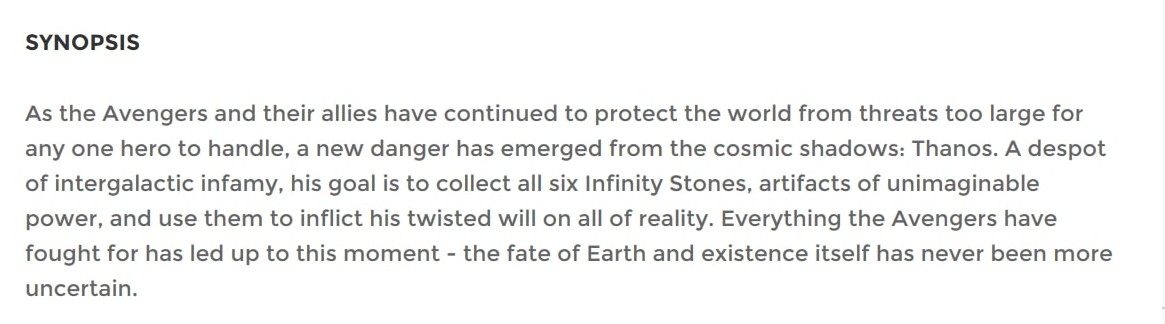 SYNOPSIS
As the Avengers and their allies have continued to protect the world from threats too large for
any one hero to handle, a new danger has emerged from the cosmic shadows: Thanos. A despot
of intergalactic infamy, his goal is to collect all six Infinity Stones, artifacts of unimaginable
power, and use them to inflict his twisted will on all of reality. Everything the Avengers have
fought for has led up to this moment - the fate of Earth and existence itself has never been more
uncertain.